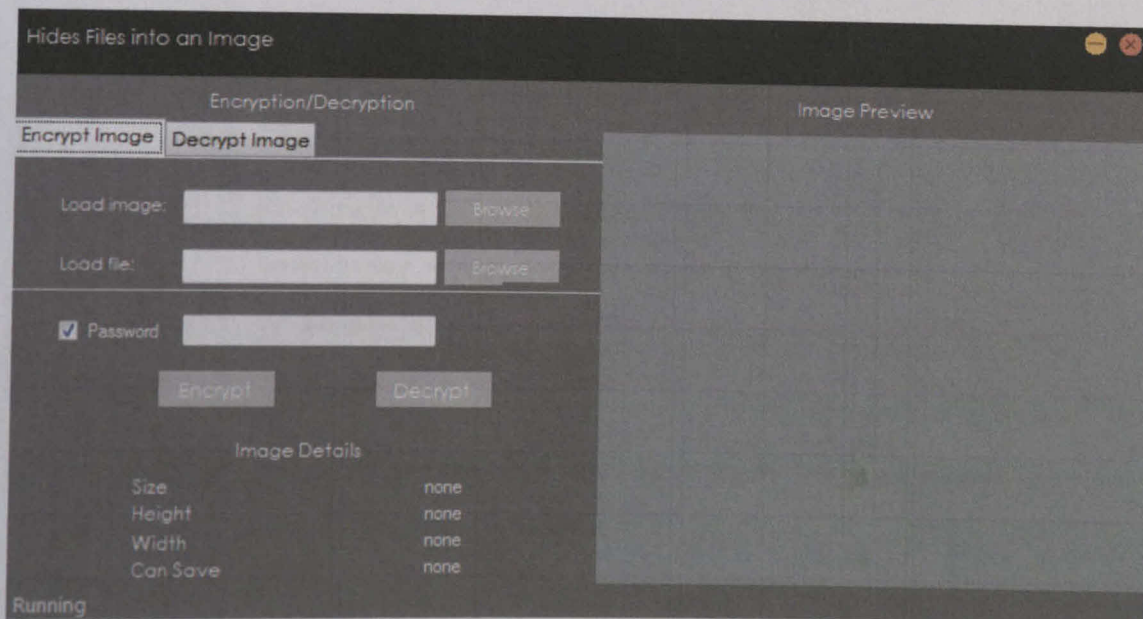 Hides Files into an Image
Encryption/Decryption
Encrypt Image
Decrypt Image
Load image:
Browse
Load file:
Browse
Password
Encrypt
Decrypt
Image Details
Size none
Height none
Width none
Can Save none
Running
Image Preview